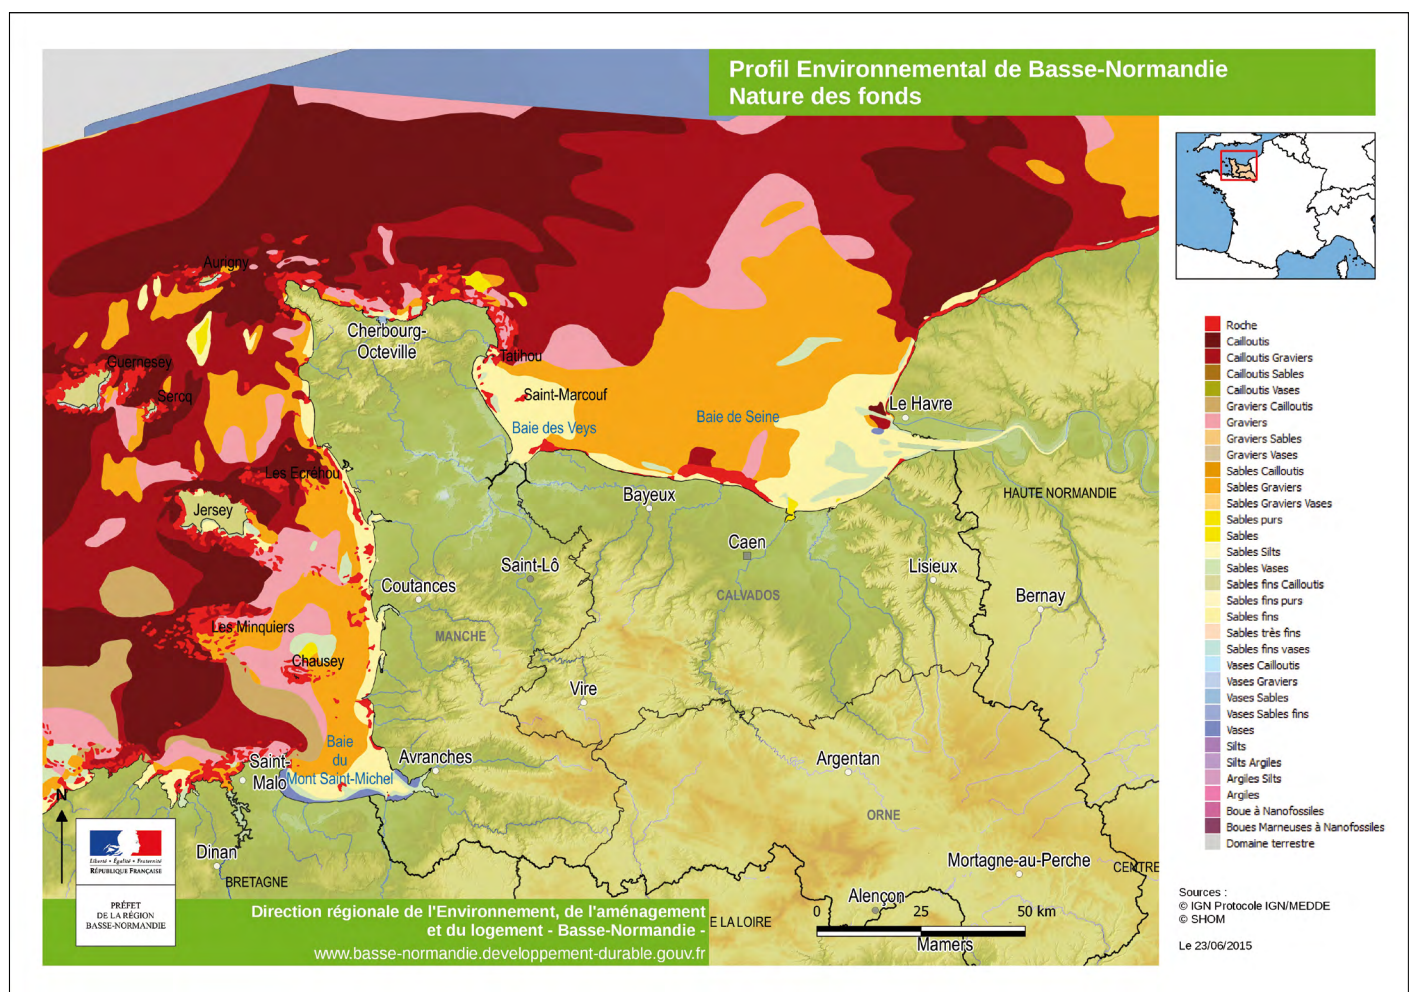 Profil Environnemental de Basse-Normandie
Nature des fonds
Aurigny
Cherbourg-
Octeville
Tatihou
Guernesey
Sercq
Saint-Marcouf
Baie des Veys
Baie de Seine
Le Havre
Les Ecréhou
Bayeux
HAUTE NORMANDIE
Jersey
Caen
Saint-Lô
Lisieux
Coutances
CALVADOS
Bernay
Les Minquiers
MANCHE
Chausey
Vire
Baie
du
Mont Saint-Michel
Saint-
Malo
Avranches
Argentan
ORNE
N
Dinan
BRETAGNE
Mortagne-au-Perche
CENTRE
Alençon
E LA LOIRE
0 25 50 km
Mamers
Liberté • Égalité • Fraternité
RÉPUBLIQUE FRANÇAISE
PRÉFET
DE LA RÉGION
BASSE-NORMANDIE
Direction régionale de l'Environnement, de l'aménagement
et du logement - Basse-Normandie -
www.basse-normandie.developpement-durable.gouv.fr
Roche
Cailloutis
Cailloutis Graviers
Cailloutis Sables
Cailloutis Vases
Graviers Cailloutis
Graviers
Graviers Sables
Graviers Vases
Sables Cailloutis
Sables Graviers
Sables Graviers Vases
Sables purs
Sables
Sables Silts
Sables Vases
Sables fins Cailloutis
Sables fins purs
Sables fins
Sables très fins
Sables fins vases
Vases Cailloutis
Vases Graviers
Vases Sables
Vases Sables fins
Vases
Silts
Silts Argiles
Argiles Silts
Argiles
Boue à Nanofossiles
Boues Marneuses à Nanofossiles
Domaine terrestre
Sources :
© IGN Protocole IGN/MEDDE
© SHOM
Le 23/06/2015